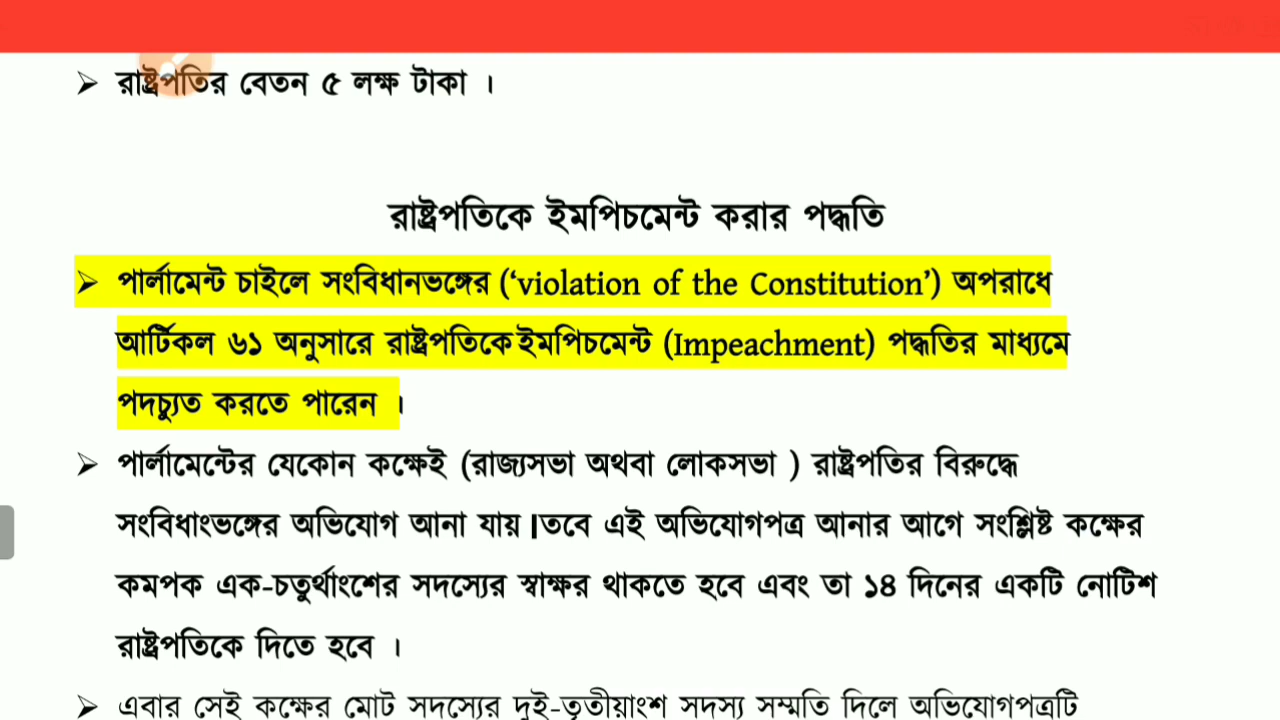 ➢ রাষ্ট্রপতির বেতন ৫ লক্ষ টাকা ।
রাষ্ট্রপতিকে ইমপিচমেন্ট করার পদ্ধতি
➢ পার্লামেন্ট চাইলে সংবিধানভঙ্গের (‘violation of the Constitution’) অপরাধে
আর্টিকল ৬১ অনুসারে রাষ্ট্রপতিকে ইমপিচমেন্ট (Impeachment) পদ্ধতির মাধ্যমে
পদচ্যুত করতে পারেন ।
➢ পার্লামেন্টের যেকোন কক্ষেই (রাজ্যসভা অথবা লোকসভা ) রাষ্ট্রপতির বিরুদ্ধে
সংবিধাংভঙ্গের অভিযোগ আনা যায় |তবে এই অভিযোগপত্র আনার আগে সংশ্লিষ্ট কক্ষের
কমপক এক-চতুর্থাংশের সদস্যের স্বাক্ষর থাকতে হবে এবং তা ১৪ দিনের একটি নোটিশ
রাষ্ট্রপতিকে দিতে হবে ।
➢ এবার সেই কক্ষের মোট সদস্যের দুই-তৃতীয়াংশ সদস্য সম্মতি দিলে অভিযোগপত্রটি